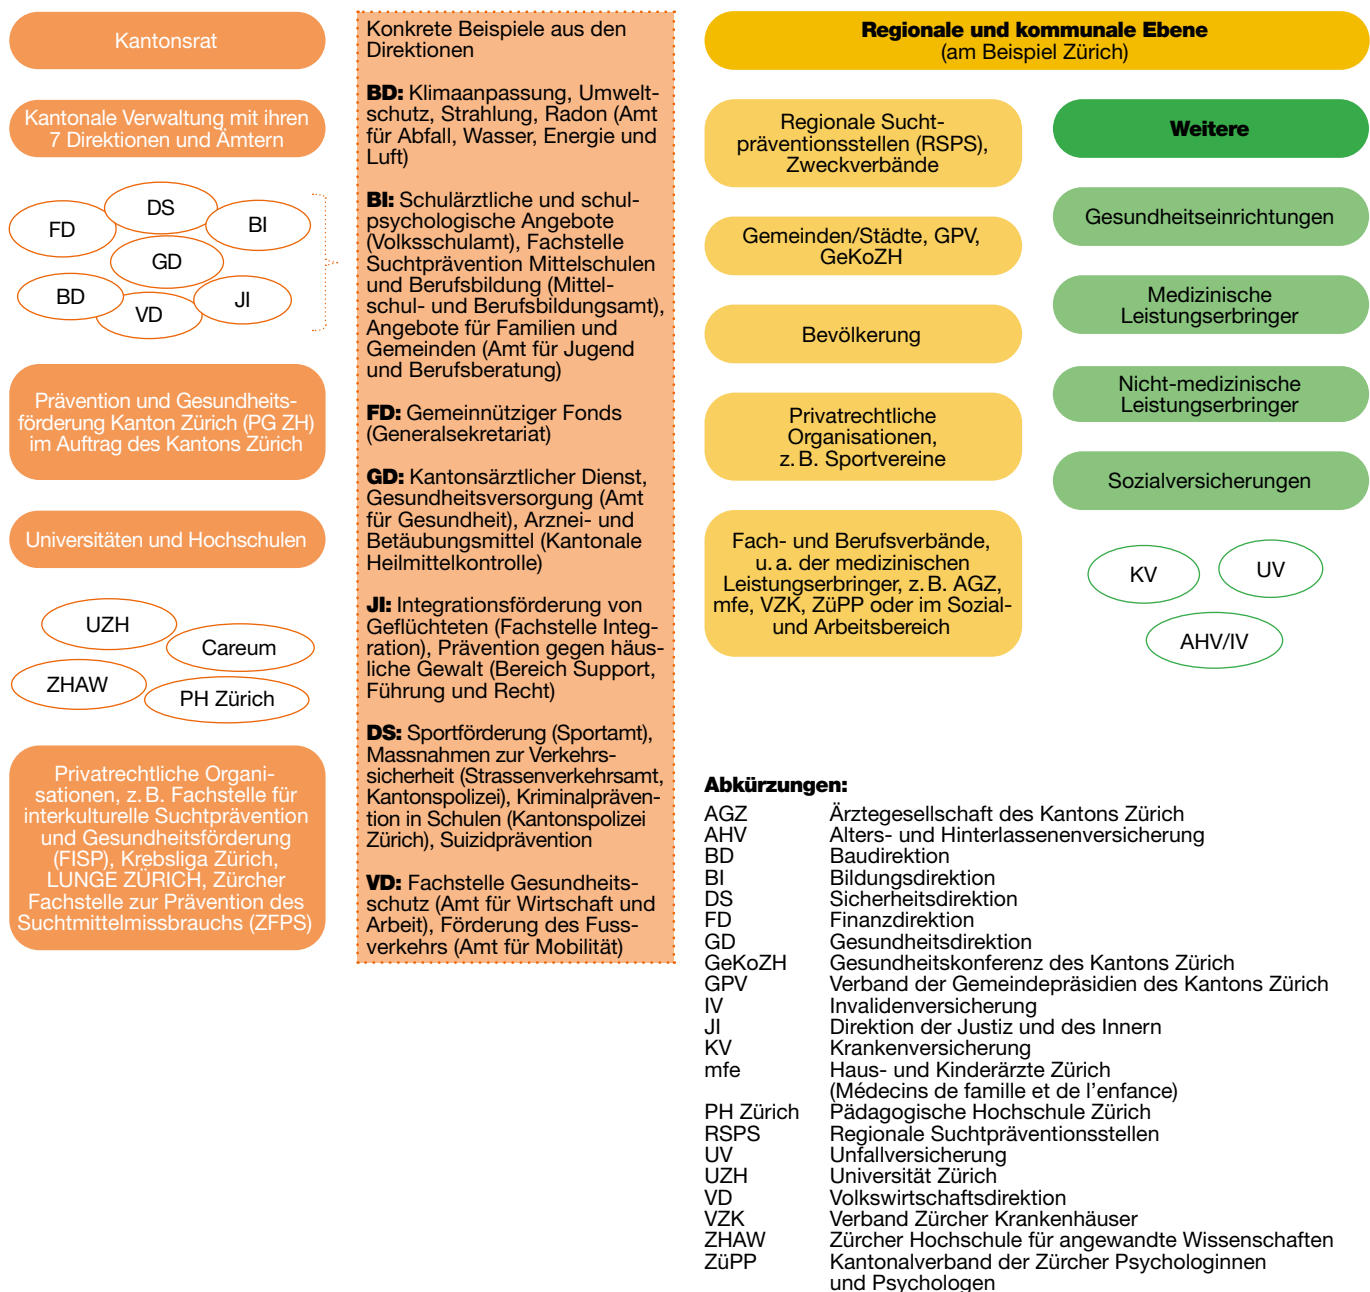 Kantonsrat
Kantonale Verwaltung mit ihren
7 Direktionen und Ämtern
FD
DS
BI
GD
BD
VD
JI
Prävention und Gesundheits-
förderung Kanton Zürich (PG ZH)
im Auftrag des Kantons Zürich
Universitäten und Hochschulen
UZH
Careum
ZHAW
PH Zürich
Privatrechtliche Organi-
sationen, z. B. Fachstelle für
interkulturelle Suchtprävention
und Gesundheitsförderung
(FISP), Krebsliga Zürich,
LUNGE ZÜRICH, Zürcher
Fachstelle zur Prävention des
Suchtmittelmissbrauchs (ZFPS)
Konkrete Beispiele aus den
Direktionen
BD: Klimaanpassung, Umwelt-
schutz, Strahlung, Radon (Amt
für Abfall, Wasser, Energie und
Luft)
BI: Schulärztliche und schul-
psychologische Angebote
(Volksschulamt), Fachstelle
Suchtprävention Mittelschulen
und Berufsbildung (Mittel-
schul- und Berufsbildungsamt),
Angebote für Familien und
Gemeinden (Amt für Jugend
und Berufsberatung)
FD: Gemeinnütziger Fonds
(Generalsekretariat)
GD: Kantonsärztlicher Dienst,
Gesundheitsversorgung (Amt
für Gesundheit), Arznei- und
Betäubungsmittel (Kantonale
Heilmittelkontrolle)
JI: Integrationsförderung von
Geflüchteten (Fachstelle Integ-
ration), Prävention gegen häus-
liche Gewalt (Bereich Support,
Führung und Recht)
DS: Sportförderung (Sportamt),
Massnahmen zur Verkehrs-
sicherheit (Strassenverkehrsamt,
Kantonspolizei), Kriminalpräven-
tion in Schulen (Kantonspolizei
Zürich), Suizidprävention
VD: Fachstelle Gesundheits-
schutz (Amt für Wirtschaft und
Arbeit), Förderung des Fuss-
verkehrs (Amt für Mobilität)
Regionale und kommunale Ebene
(am Beispiel Zürich)
Regionale Sucht-
präventionsstellen (RSPS),
Zweckverbände
Gemeinden/Städte, GPV,
GeKoZH
Bevölkerung
Privatrechtliche
Organisationen,
z. B. Sportvereine
Fach- und Berufsverbände,
u. a. der medizinischen
Leistungserbringer, z. B. AGZ,
mfe, VZK, ZüPP oder im Sozial-
und Arbeitsbereich
Weitere
Gesundheitseinrichtungen
Medizinische
Leistungserbringer
Nicht-medizinische
Leistungserbringer
Sozialversicherungen
KV
UV
AHV/IV
Abkürzungen:
AGZ Ärztegesellschaft des Kantons Zürich
AHV Alters- und Hinterlassenenversicherung
BD Baudirektion
BI Bildungsdirektion
DS Sicherheitsdirektion
FD Finanzdirektion
GD Gesundheitsdirektion
GeKoZH Gesundheitskonferenz des Kantons Zürich
GPV Verband der Gemeindepräsidien des Kantons Zürich
IV Invalidenversicherung
JI Direktion der Justiz und des Innern
KV Krankenversicherung
mfe Haus- und Kinderärzte Zürich
(Médecins de famille et de l’enfance)
PH Zürich Pädagogische Hochschule Zürich
RSPS Regionale Suchtpräventionsstellen
UV Unfallversicherung
UZH Universität Zürich
VD Volkswirtschaftsdirektion
VZK Verband Zürcher Krankenhäuser
ZHAW Zürcher Hochschule für angewandte Wissenschaften
ZüPP Kantonalverband der Zürcher Psychologinnen
und Psychologen